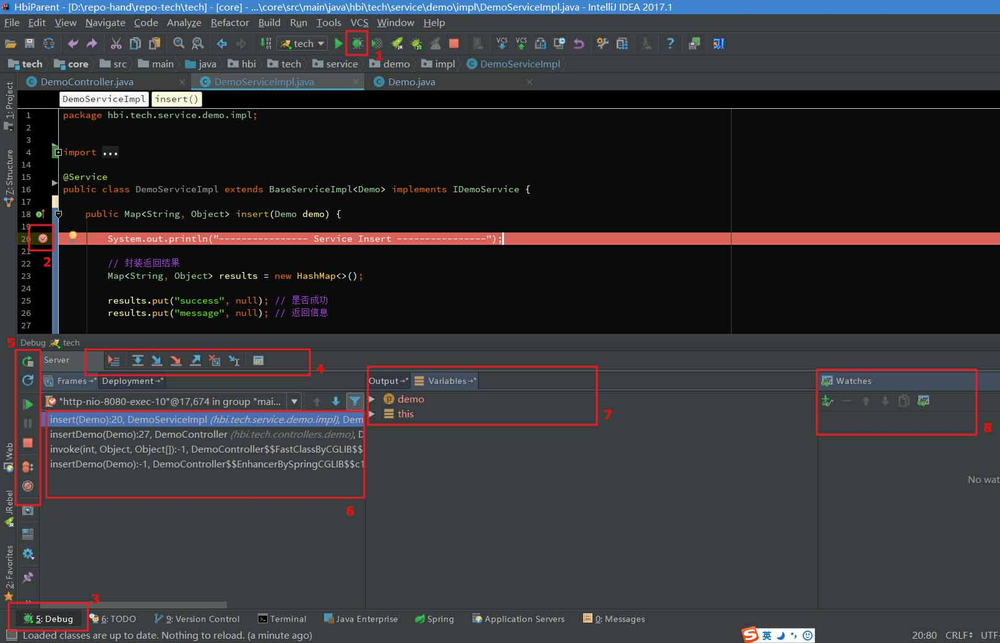 HbiParent - [D:\repo-hand\repo-tech\tech] - [core] - ...\core\src\main\java\hbi\tech\service\demo\impl\DemoServiceImpl.java - IntelliJ IDEA 2017.1
File Edit View Navigate Code Analyze Refactor Build Run Tools VCS Window Help
tech VCS VCS ?
1
tech core src main java hbi tech service demo impl DemoServiceImpl
DemoController.java DemoServiceImpl.java Demo.java
DemoServiceImpl insert()
1 package hbi.tech.service.demo.impl;
2
3
4 import ...
14
15 @Service
16 public class DemoServiceImpl extends BaseServiceImpl<Demo> implements IDemoService {
17
18 public Map<String, Object> insert(Demo demo) {
19
20 System.out.println("---------------- Service Insert ----------------");
21
2
22 // 封装返回结果
23 Map<String, Object> results = new HashMap<>();
24
25 results.put("success", null); // 是否成功
26 results.put("message", null); // 返回信息
27
1: Project
Z: Structure
Web
JRebel
2: Favorites
5
Debug tech
Server
4
Frames Deployment
Output Variables
Watches
"http-nio-8080-exec-10"@17,674 in group "mai...
demo
this
7
8
insert(Demo):20, DemoServiceImpl (hbi.tech.service.demo.impl), Dem
insertDemo(Demo):27, DemoController (hbi.tech.controllers.demo), D
invoke(int, Object, Object[]):-1, DemoController$$FastClassByCGLIB$$
insertDemo(Demo):-1, DemoController$$EnhancerBySpringCGLIB$$c1
No wat
6
3
5: Debug 6: TODO 9: Version Control Terminal Java Enterprise Spring Application Servers 0: Messages
Loaded classes are up to date. Nothing to reload. (a minute ago)
S 英
20:80 CRLF UTF-